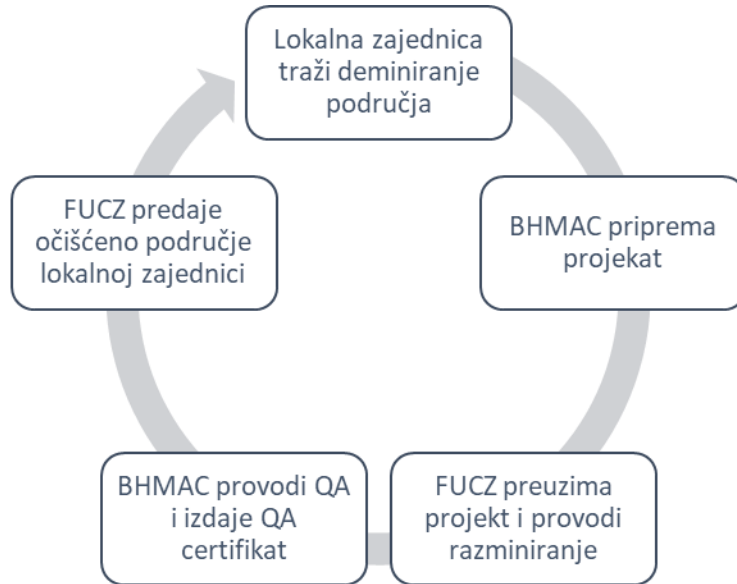 Lokalna zajednica
traži deminiranje
područja
BHMAC priprema
projekat
FUCZ preuzima
projekt i provodi
razminiranje
BHMAC provodi QA
i izdaje QA
certifikat
FUCZ predaje
očišćeno područje
lokalnoj zajednici